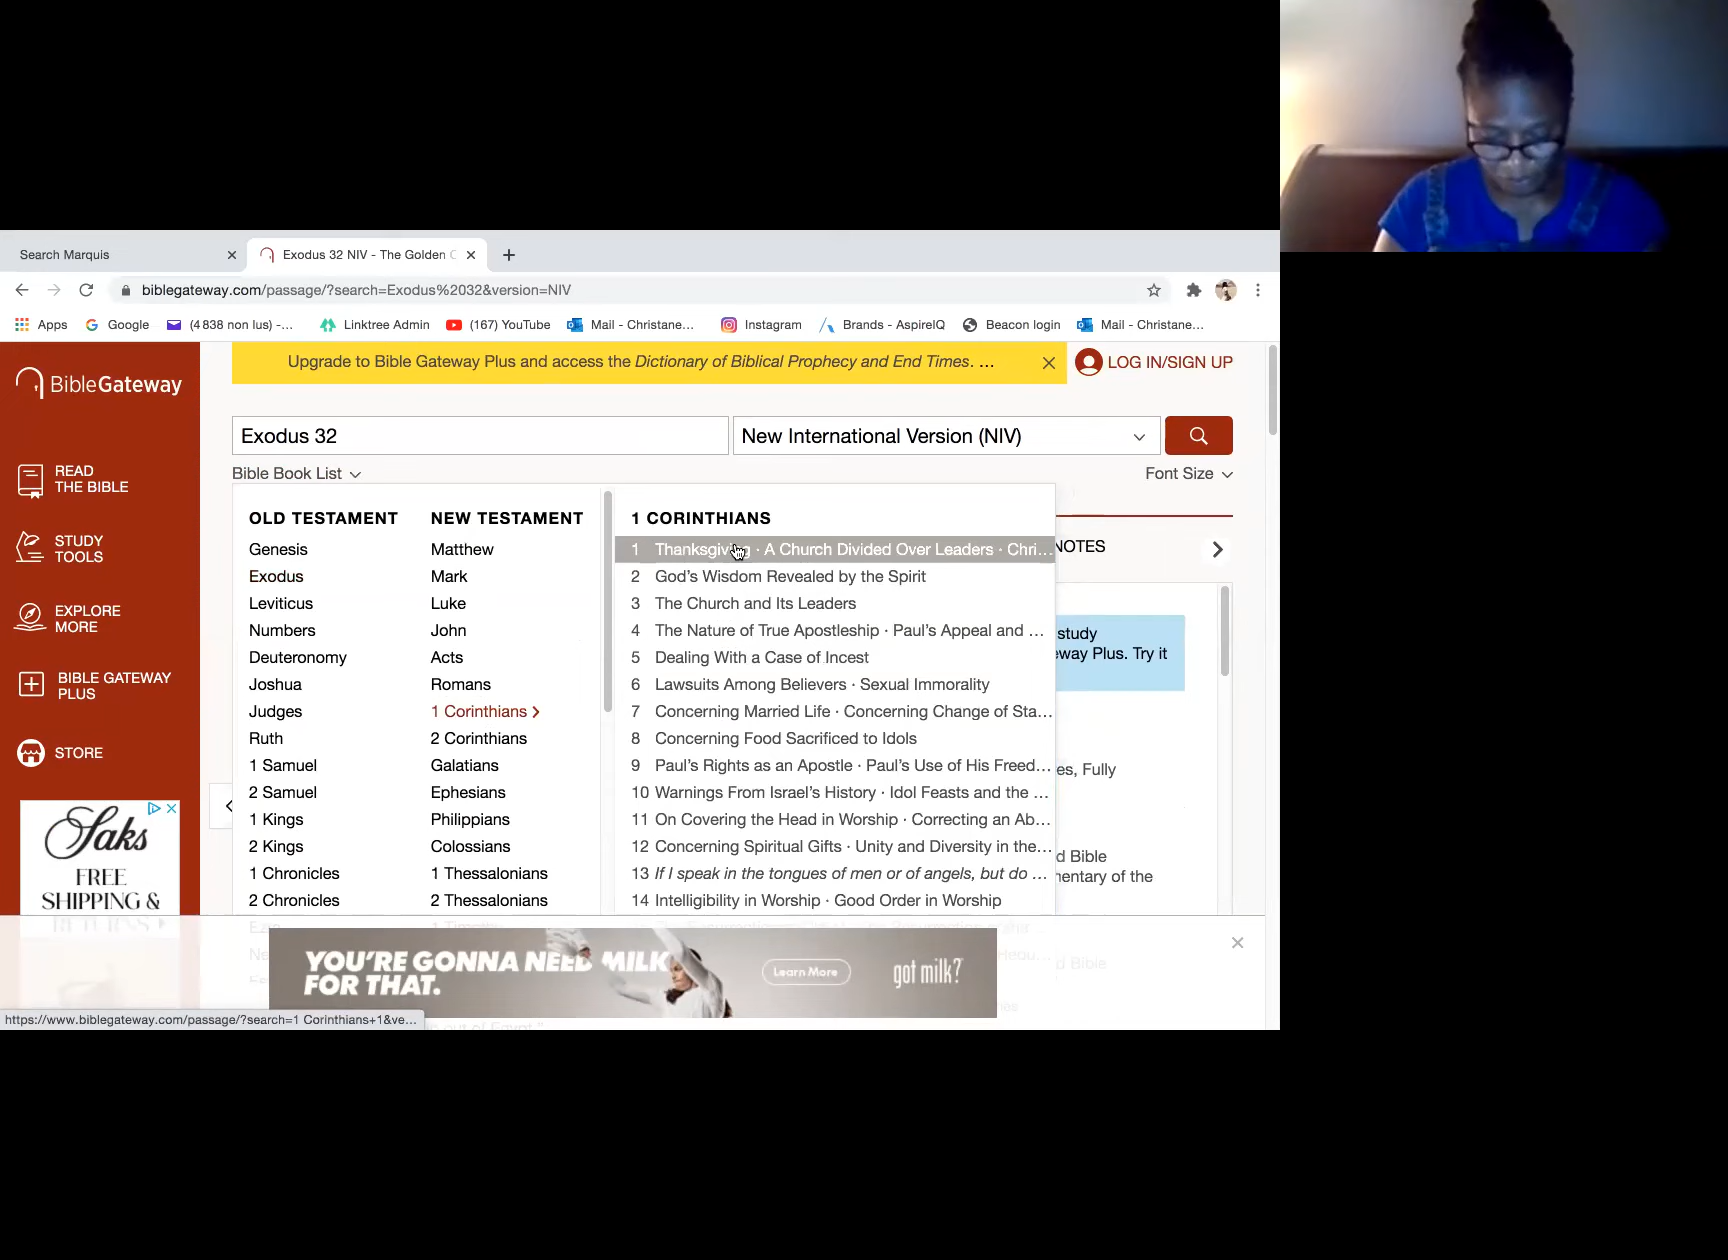 Search Marquis
Exodus 32 NIV - The Golden C
biblegateway.com/passage/?search=Exodus%2032&version=NIV
Apps Google (4 838 non lus) -... Linktree Admin (167) YouTube Mail - Christane... Instagram Brands - AspireIQ Beacon login Mail - Christane...
BibleGateway
Upgrade to Bible Gateway Plus and access the Dictionary of Biblical Prophecy and End Times. ...
LOG IN/SIGN UP
Exodus 32
New International Version (NIV)
Bible Book List
Font Size
READ
THE BIBLE
STUDY
TOOLS
EXPLORE
MORE
BIBLE GATEWAY
PLUS
STORE
OLD TESTAMENT
Genesis
Exodus
Leviticus
Numbers
Deuteronomy
Joshua
Judges
Ruth
1 Samuel
2 Samuel
1 Kings
2 Kings
1 Chronicles
2 Chronicles
NEW TESTAMENT
Matthew
Mark
Luke
John
Acts
Romans
1 Corinthians
2 Corinthians
Galatians
Ephesians
Philippians
Colossians
1 Thessalonians
2 Thessalonians
1 Timothy
1 CORINTHIANS
1 Thanksgiving · A Church Divided Over Leaders · Chri...
2 God's Wisdom Revealed by the Spirit
3 The Church and Its Leaders
4 The Nature of True Apostleship · Paul's Appeal and ...
5 Dealing With a Case of Incest
6 Lawsuits Among Believers · Sexual Immorality
7 Concerning Married Life · Concerning Change of Sta...
8 Concerning Food Sacrificed to Idols
9 Paul's Rights as an Apostle · Paul's Use of His Freed...
10 Warnings From Israel's History · Idol Feasts and the ...
11 On Covering the Head in Worship · Correcting an Ab...
12 Concerning Spiritual Gifts · Unity and Diversity in the...
13 If I speak in the tongues of men or of angels, but do ...
14 Intelligibility in Worship · Good Order in Worship
NOTES
study
eway Plus. Try it
es, Fully
d Bible
mentary of the
d Bible
Saks
FREE
SHIPPING &
RETURNS
YOU'RE GONNA NEED MILK
FOR THAT.
Learn More
got milk?
https://www.biblegateway.com/passage/?search=1 Corinthians+1&ve...
out of Egypt."